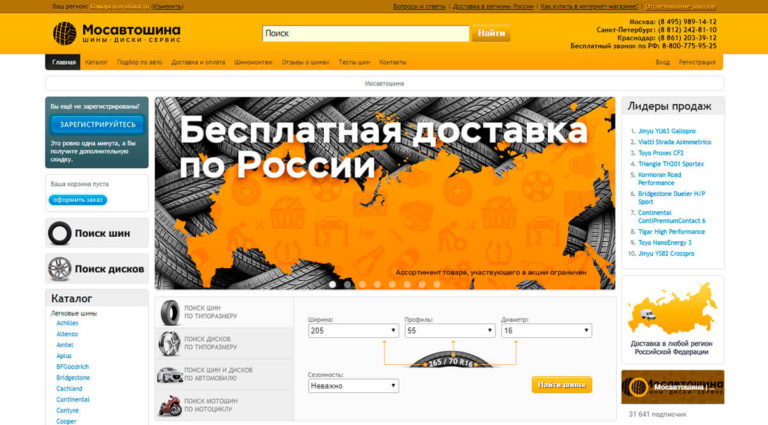 Ваш регион: Самарская область (Изменить)
Вопросы и ответы | Доставка в регионы России | Как купить в интернет-магазине? | Отслеживание заказов
Мосавтошина
ШИНЫ · ДИСКИ · СЕРВИС
Поиск
Найти
Москва: (8 495) 989-14-12
Санкт-Петербург: (8 812) 242-81-10
Краснодар: (8 861) 203-39-12
Бесплатный звонок по РФ: 8-800-775-95-25
Главная Каталог Подбор по авто Доставка и оплата Шиномонтаж Отзывы о шинах Тесты шин Контакты Вход Регистрация
Мосавтошина
Вы ещё не зарегистрированы?
ЗАРЕГИСТРИРУЙТЕСЬ
Это ровно одна минута, а Вы
получите дополнительную
скидку.
Ваша корзина пуста
оформить заказ
Поиск шин
Поиск дисков
Каталог
Легковые шины
Achilles
Altenzo
Amtel
Aplus
BFGoodrich
Bridgestone
Cachland
Continental
Contyre
Cooper
Бесплатная доставка
по России
Ассортимент товара, участвующего в акции ограничен
ПОИСК ШИН
ПО ТИПОРАЗМЕРУ
ПОИСК ДИСКОВ
ПО ТИПОРАЗМЕРУ
ПОИСК ШИН И ДИСКОВ
ПО АВТОМОБИЛЮ
ПОИСК МОТОШИН
ПО МОТОЦИКЛУ
Ширина: Профиль: Диаметр:
205 55 16
265 / 70 R16
Сезонность:
Неважно
Найти шины
Лидеры продаж
1. Jinyu YU63 Gallopro
2. Viatti Strada Asimmetrico
3. Toyo Proxes CF2
4. Triangle TH201 Sportex
5. Kormoran Road
Performance
6. Bridgestone Dueler H/P
Sport
7. Continental
ContiPremiumContact 6
8. Tigar High Performance
9. Toyo NanoEnergy 3
10. Jinyu YS82 Crosspro
Доставка в любой регион
Российской Федерации
Мосавтошина |
31 641 подписчик